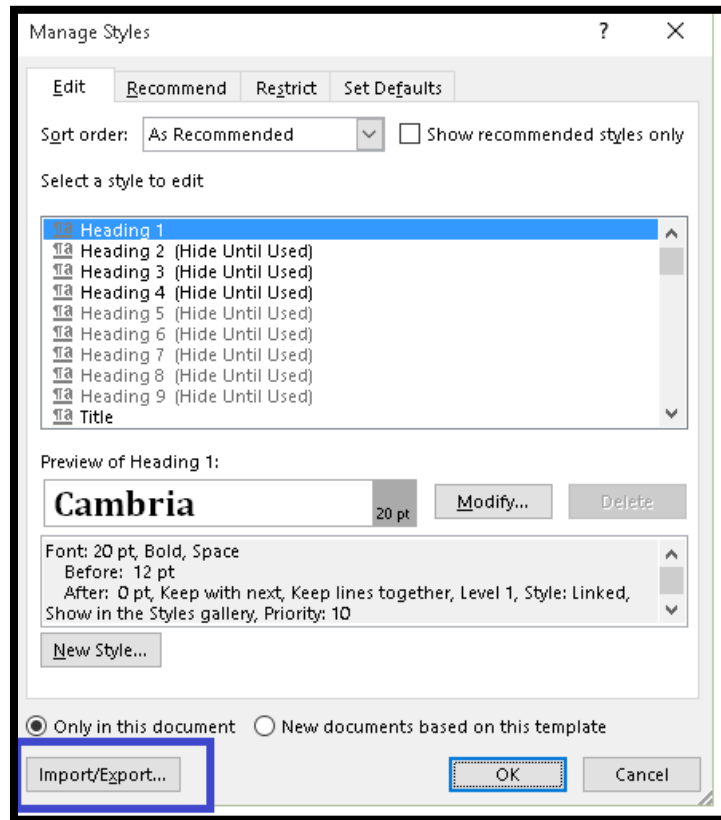 Manage Styles ?
Edit Recommend Restrict Set Defaults
Sort order: As Recommended Show recommended styles only
Select a style to edit
¶a Heading 1
¶a Heading 2 (Hide Until Used)
¶a Heading 3 (Hide Until Used)
¶a Heading 4 (Hide Until Used)
¶a Heading 5 (Hide Until Used)
¶a Heading 6 (Hide Until Used)
¶a Heading 7 (Hide Until Used)
¶a Heading 8 (Hide Until Used)
¶a Heading 9 (Hide Until Used)
¶a Title
Preview of Heading 1:
Cambria 20 pt Modify... Delete
Font: 20 pt, Bold, Space
Before: 12 pt
After: 0 pt, Keep with next, Keep lines together, Level 1, Style: Linked,
Show in the Styles gallery, Priority: 10
New Style...
Only in this document New documents based on this template
Import/Export... OK Cancel